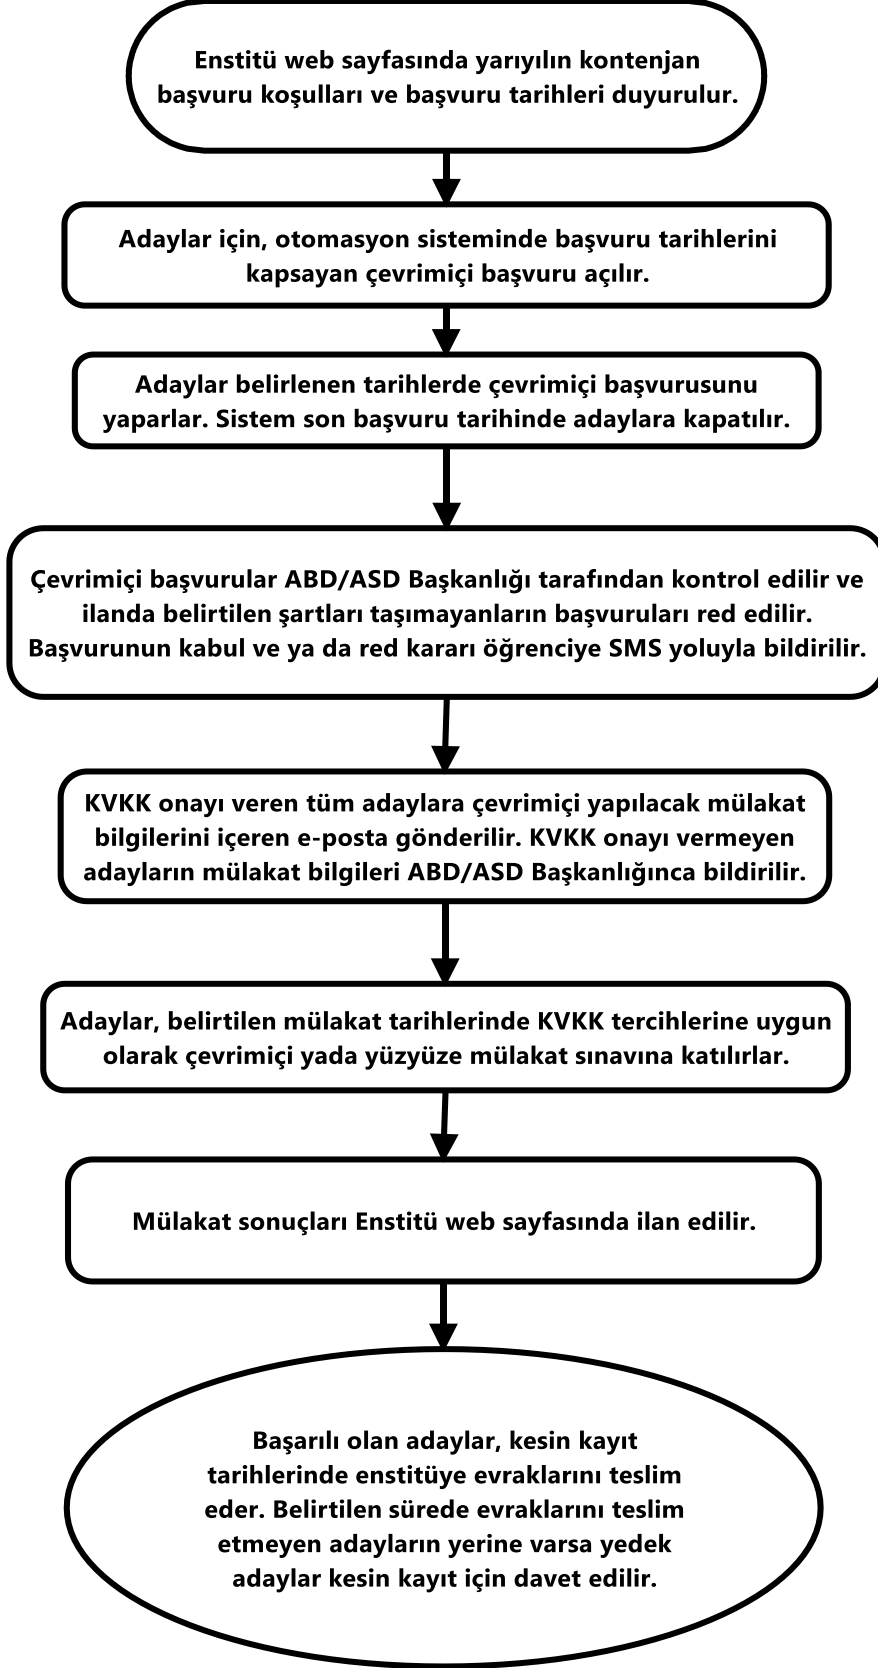 Enstitü web sayfasında yarıyılın kontenjan
başvuru koşulları ve başvuru tarihleri duyurulur.
Adaylar için, otomasyon sisteminde başvuru tarihlerini
kapsayan çevrimiçi başvuru açılır.
Adaylar belirlenen tarihlerde çevrimiçi başvurusunu
yaparlar. Sistem son başvuru tarihinde adaylara kapatılır.
Çevrimiçi başvurular ABD/ASD Başkanlığı tarafından kontrol edilir ve
ilanda belirtilen şartları taşımayanların başvuruları red edilir.
Başvurunun kabul ve ya da red kararı öğrenciye SMS yoluyla bildirilir.
KVKK onayı veren tüm adaylara çevrimiçi yapılacak mülakat
bilgilerini içeren e-posta gönderilir. KVKK onayı vermeyen
adayların mülakat bilgileri ABD/ASD Başkanlığınca bildirilir.
Adaylar, belirtilen mülakat tarihlerinde KVKK tercihlerine uygun
olarak çevrimiçi yada yüzyüze mülakat sınavına katılırlar.
Mülakat sonuçları Enstitü web sayfasında ilan edilir.
Başarılı olan adaylar, kesin kayıt
tarihlerinde enstitüye evraklarını teslim
eder. Belirtilen sürede evraklarını teslim
etmeyen adayların yerine varsa yedek
adaylar kesin kayıt için davet edilir.